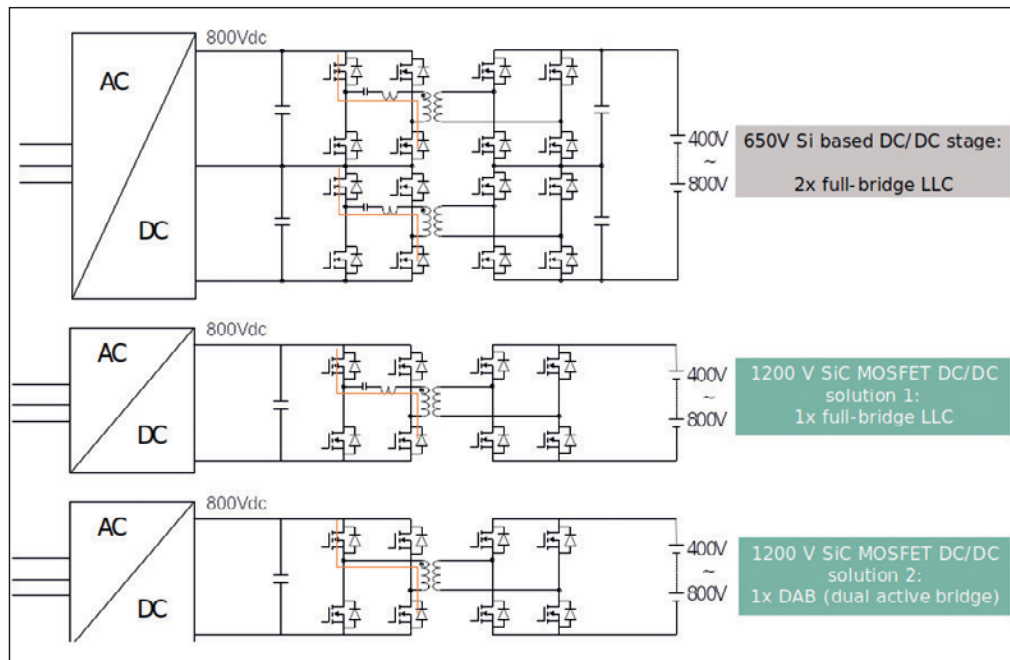 800Vdc
AC
DC
400V
~
800V
650V Si based DC/DC stage:
2x full-bridge LLC
800Vdc
AC
DC
400V
~
800V
1200 V SiC MOSFET DC/DC
solution 1:
1x full-bridge LLC
800Vdc
AC
DC
400V
~
800V
1200 V SiC MOSFET DC/DC
solution 2:
1x DAB (dual active bridge)